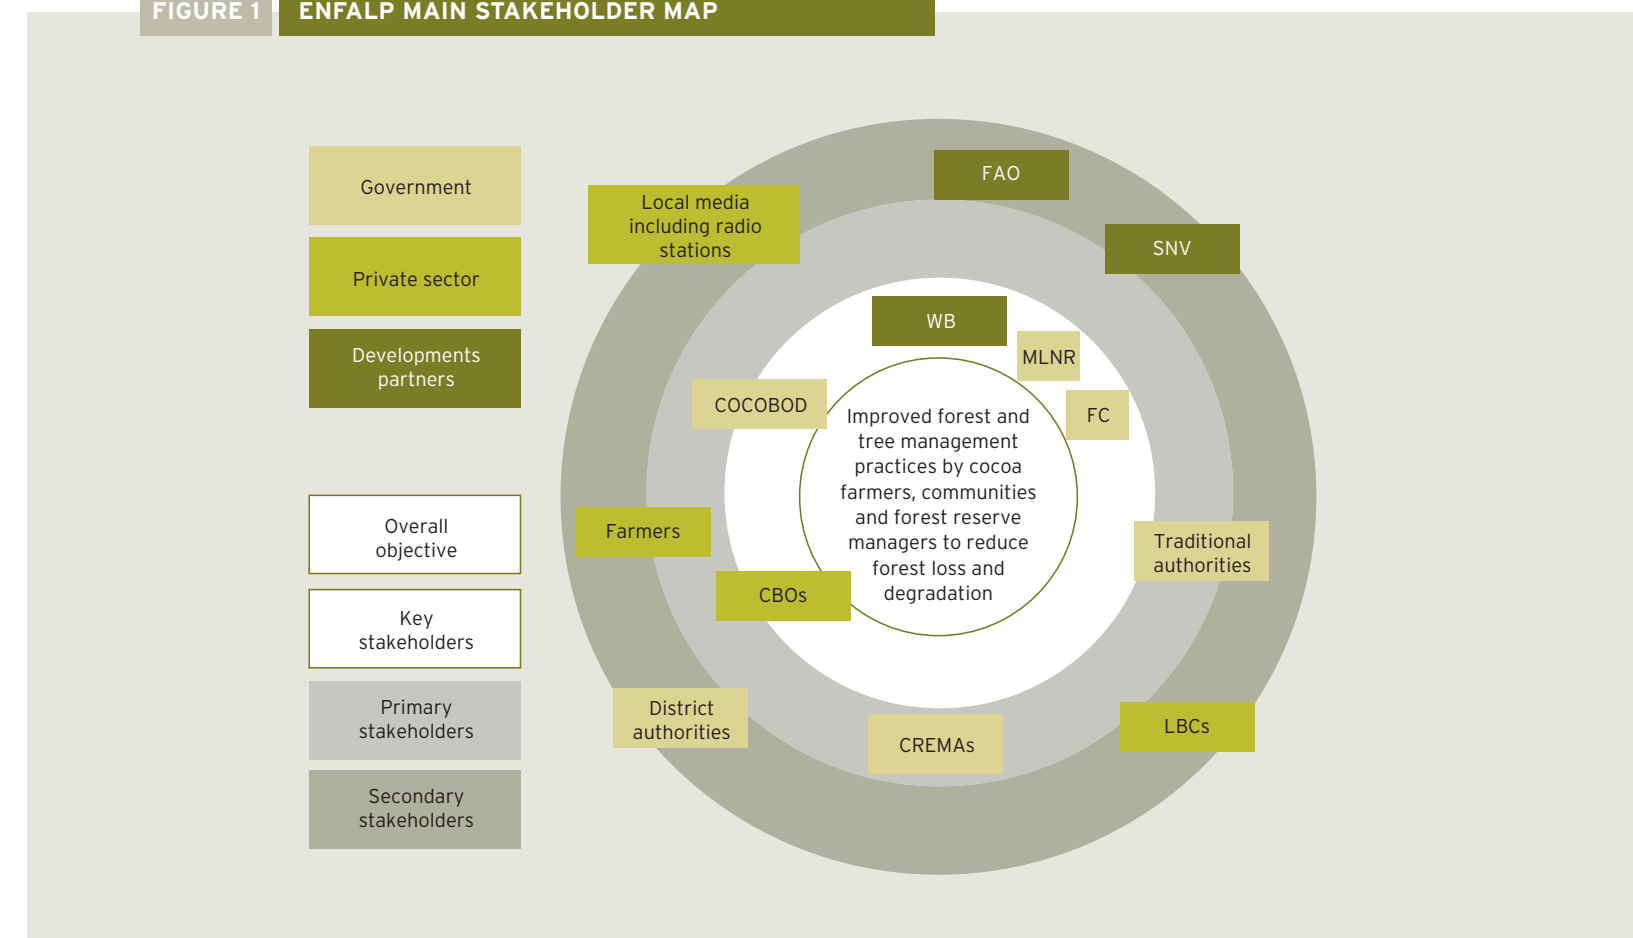 FIGURE 1
ENFALP MAIN STAKEHOLDER MAP
Government
Private sector
Developments
partners
Overall
objective
Key
stakeholders
Primary
stakeholders
Secondary
stakeholders
FAO
Local media
including radio
stations
SNV
WB
MLNR
COCOBOD
FC
Improved forest and
tree management
practices by cocoa
farmers, communities
and forest reserve
managers to reduce
forest loss and
degradation
Farmers
Traditional
authorities
CBOs
District
authorities
CREMAs
LBCs